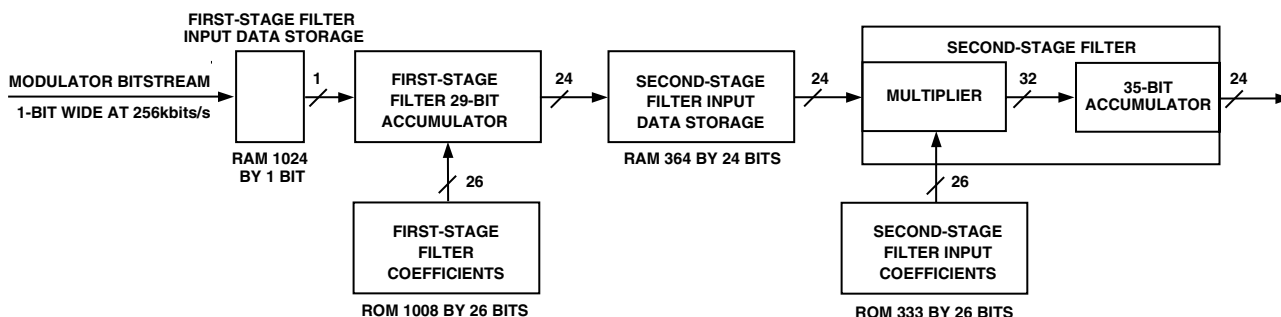 FIRST-STAGE FILTER
INPUT DATA STORAGE
MODULATOR BITSTREAM
1-BIT WIDE AT 256kbits/s
RAM 1024
BY 1 BIT
1
FIRST-STAGE
FILTER 29-BIT
ACCUMULATOR
26
FIRST-STAGE
FILTER
COEFFICIENTS
ROM 1008 BY 26 BITS
24
SECOND-STAGE
FILTER INPUT
DATA STORAGE
RAM 364 BY 24 BITS
24
SECOND-STAGE FILTER
MULTIPLIER
32
35-BIT
ACCUMULATOR
24
26
SECOND-STAGE
FILTER INPUT
COEFFICIENTS
ROM 333 BY 26 BITS